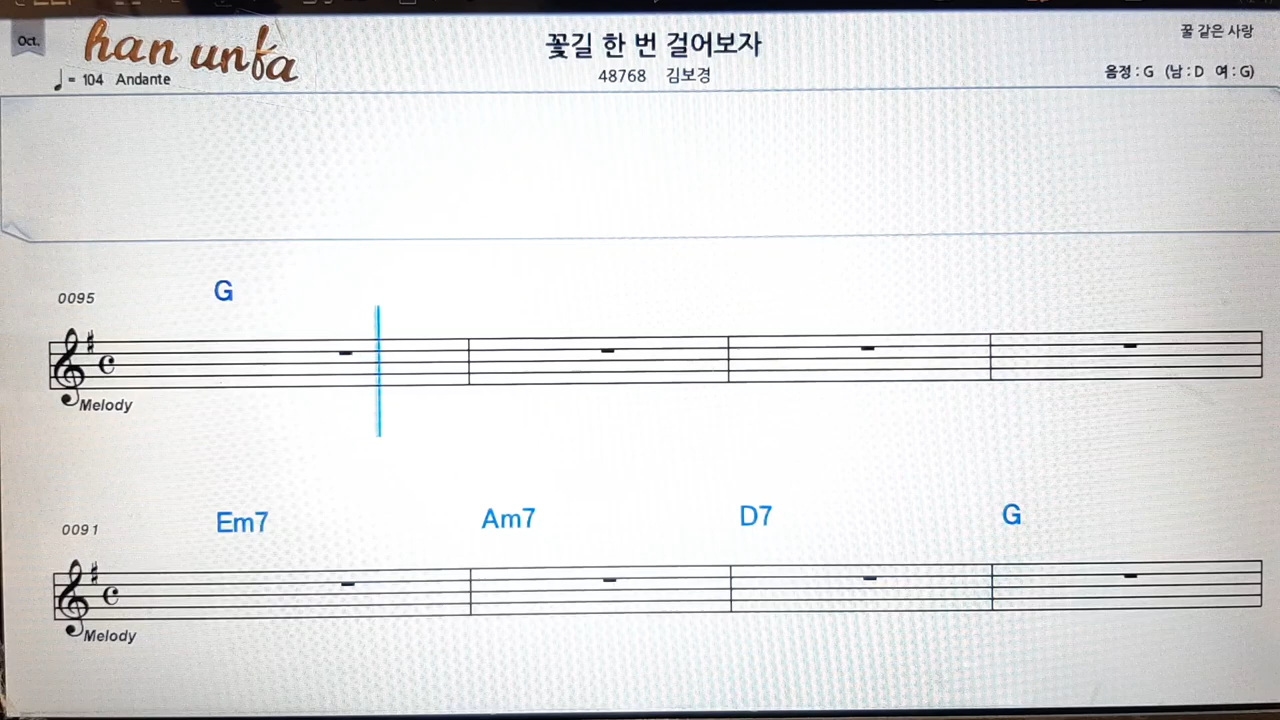 Oct.
han unfa
♩ = 104 Andante
꽃길 한 번 걸어보자
48768 김보경
꿀 같은 사랑
음정 : G (남 : D 여 : G)
0095
G
Melody
0091
Em7 Am7 D7 G
Melody